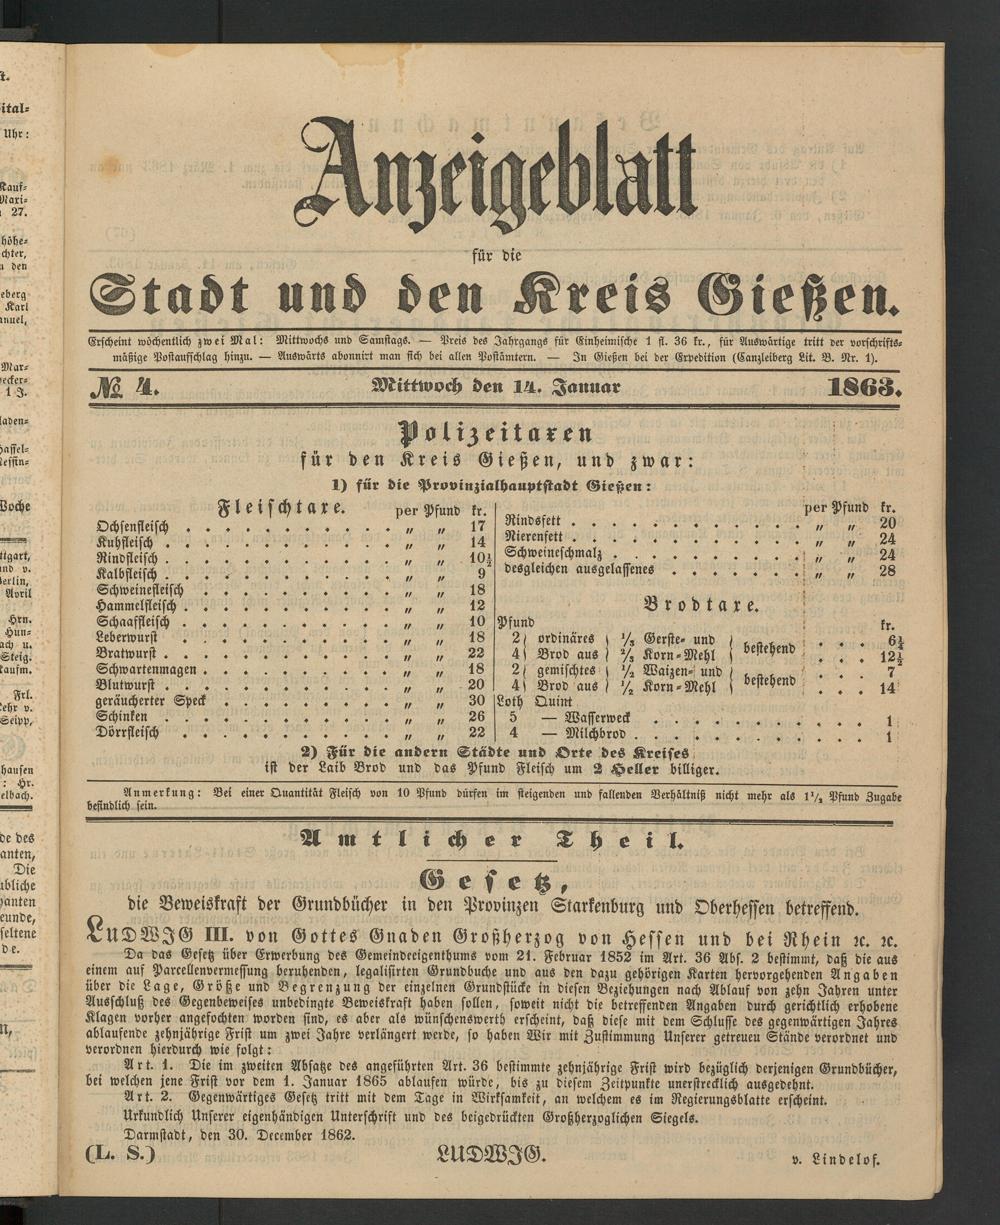 Anzeigeblatt
für die
Stadt und den Kreis Gießen.
Erscheint wöchentlich zwei Mal: Mittwochs und Samstags. — Preis des Jahrgangs für Einheimische 1 fl. 36 kr., für Auswärtige tritt der vorschrifts-
mäßige Postaufschlag hinzu. — Auswärts abonnirt man sich bei allen Postämtern. — In Gießen bei der Expedition (Canzleiberg Lit. B. Nr. 1).
№ 4. Mittwoch den 14. Januar 1863.
Polizeitaxen
für den Kreis Gießen, und zwar:
1) für die Provinzialhauptstadt Gießen:
Fleischtaxe. per Pfund kr.
Ochsenfleisch . . . . . . . . . „ „ 17
Kuhfleisch . . . . . . . . . „ „ 14
Rindfleisch . . . . . . . . . „ „ 10½
Kalbfleisch . . . . . . . . . „ „ 9
Schweinefleisch . . . . . . . . „ „ 18
Hammelfleisch . . . . . . . . „ „ 12
Schaaffleisch . . . . . . . . „ „ 10
Leberwurst . . . . . . . . „ „ 18
Bratwurst . . . . . . . . . „ „ 22
Schwartenmagen . . . . . . . „ „ 18
Blutwurst . . . . . . . . . „ „ 20
geräucherter Speck . . . . . . . „ „ 30
Schinken . . . . . . . . . „ „ 26
Dörrfleisch . . . . . . . . „ „ 22
per Pfund kr.
Rindsfett . . . . . . . . . „ „ 20
Nierenfett . . . . . . . . . „ „ 24
Schweineschmalz . . . . . . . „ „ 24
desgleichen ausgelassenes . . . . . „ „ 28
Brodtaxe.
Pfund kr.
2 } ordinäres { 1/3 Gerste- und } bestehend . . . 6½
4 } Brod aus { 2/3 Korn-Mehl } . . . 12½
2 } gemischtes { 1/2 Waizen- und } bestehend . . . 7
4 } Brod aus { 1/2 Korn-Mehl } . . . 14
Loth Quint
5 — Wasserweck . . . . . . . . . 1
4 — Milchbrod . . . . . . . . . 1
2) Für die andern Städte und Orte des Kreises
ist der Laib Brod und das Pfund Fleisch um 2 Heller billiger.
Anmerkung: Bei einer Quantität Fleisch von 10 Pfund dürfen im steigenden und fallenden Verhältniß nicht mehr als 1½ Pfund Zugabe
befindlich sein.
Amtlicher Theil.
Gesetz,
die Beweiskraft der Grundbücher in den Provinzen Starkenburg und Oberhessen betreffend.
LUDWIG III. von Gottes Gnaden Großherzog von Hessen und bei Rhein ꝛc. ꝛc.
Da das Gesetz über Erwerbung des Gemeindeeigenthums vom 21. Februar 1852 im Art. 36 Abs. 2 bestimmt, daß die aus
einem auf Parcellenvermessung beruhenden, legalisirten Grundbuche und aus den dazu gehörigen Karten hervorgehenden Angaben
über die Lage, Größe und Begrenzung der einzelnen Grundstücke in diesen Beziehungen nach Ablauf von zehn Jahren unter
Ausschluß des Gegenbeweises unbedingte Beweiskraft haben sollen, soweit nicht die betreffenden Angaben durch gerichtlich erhobene
Klagen vorher angefochten worden sind, es aber als wünschenswerth erscheint, daß diese mit dem Schlusse des gegenwärtigen Jahres
ablaufende zehnjährige Frist um zwei Jahre verlängert werde, so haben Wir mit Zustimmung Unserer getreuen Stände verordnet und
verordnen hierdurch wie folgt:
Art. 1. Die im zweiten Absatze des angeführten Art. 36 bestimmte zehnjährige Frist wird bezüglich derjenigen Grundbücher,
bei welchen jene Frist vor dem 1. Januar 1865 ablaufen würde, bis zu diesem Zeitpunkte unerstrecklich ausgedehnt.
Art. 2. Gegenwärtiges Gesetz tritt mit dem Tage in Wirksamkeit, an welchem es im Regierungsblatte erscheint.
Urkundlich Unserer eigenhändigen Unterschrift und des beigedrückten Großherzoglichen Siegels.
Darmstadt, den 30. December 1862.
(L. S.) LUDWIG. v. Lindelof.